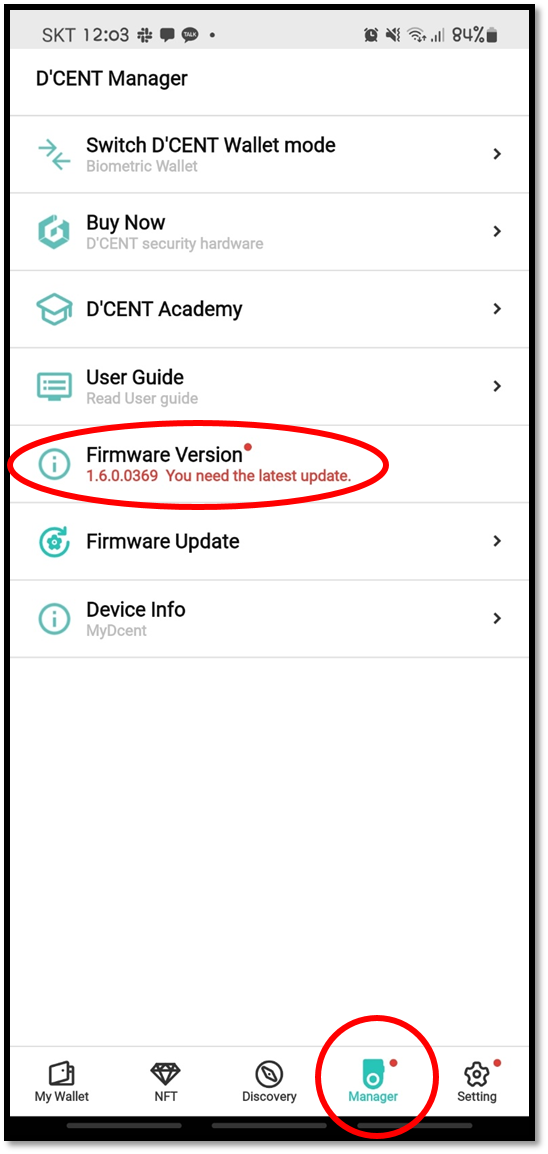 SKT 12:03 TALK 84%
D'CENT Manager
Switch D'CENT Wallet mode
Biometric Wallet
Buy Now
D'CENT security hardware
D'CENT Academy
User Guide
Read User guide
Firmware Version
1.6.0.0369 You need the latest update.
Firmware Update
Device Info
MyDcent
My Wallet NFT Discovery Manager Setting